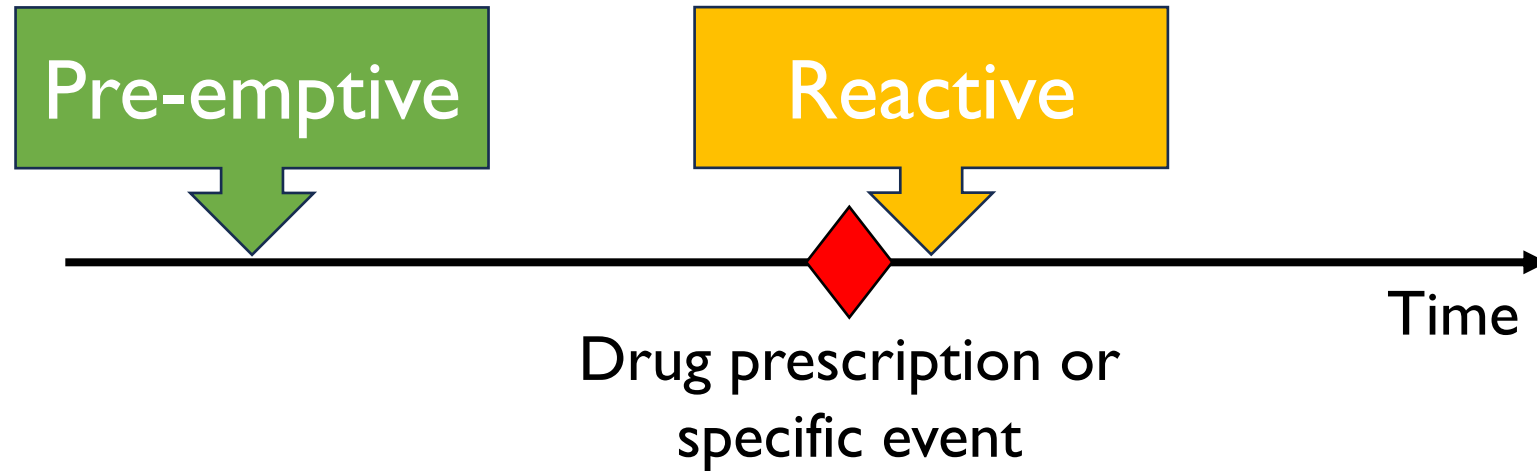 Pre-emptive
Reactive
Time
Drug prescription or
specific event